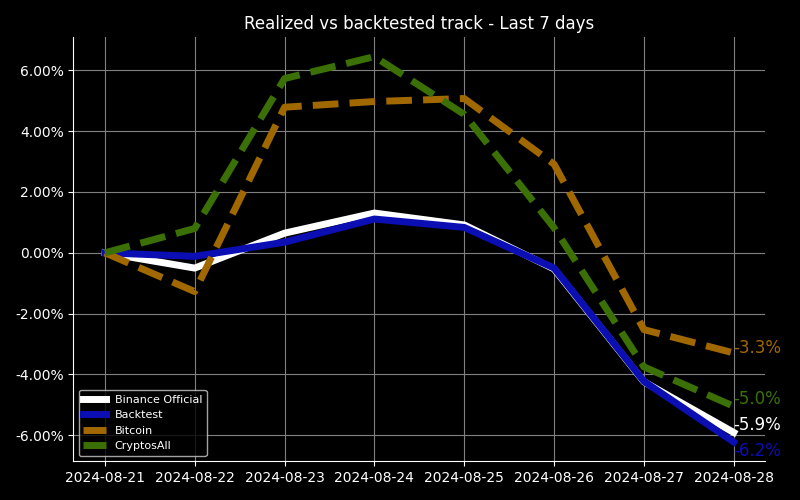 Realized vs backtested track - Last 7 days
6.00%
4.00%
2.00%
0.00%
-2.00%
-4.00%
-6.00%
-3.3%
-5.0%
-5.9%
-6.2%
Binance Official
Backtest
Bitcoin
CryptosAll
2024-08-21 2024-08-22 2024-08-23 2024-08-24 2024-08-25 2024-08-26 2024-08-27 2024-08-28